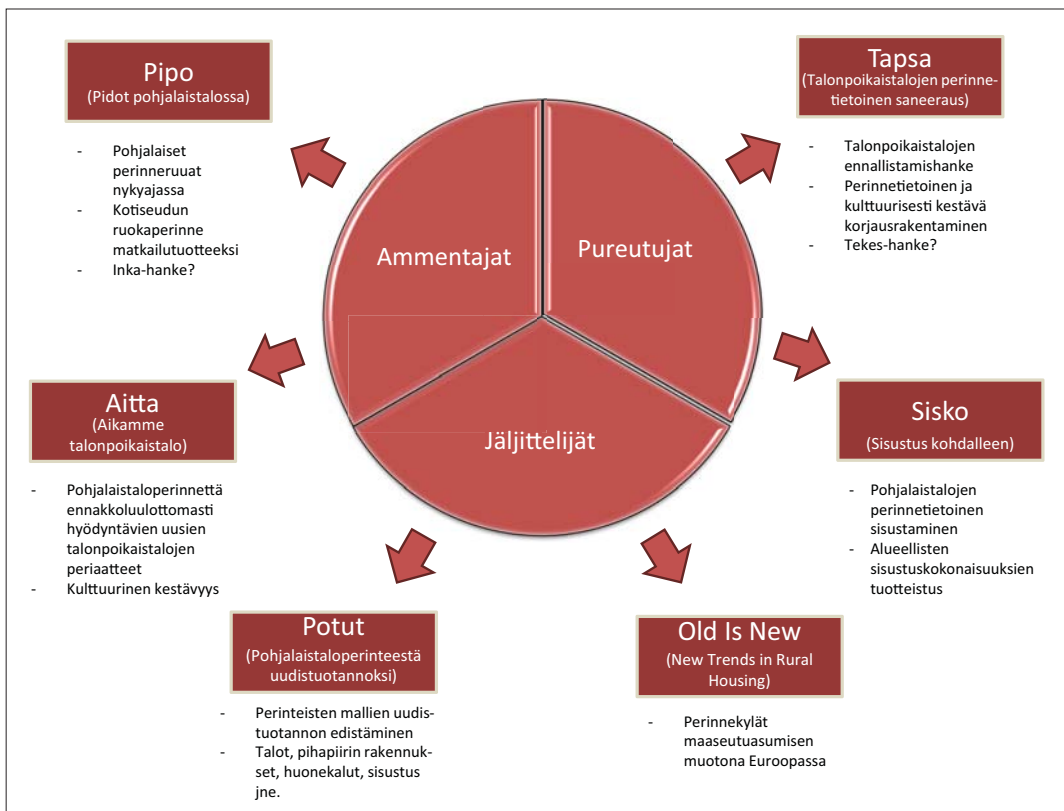 Pipo
(Pidot pohjalaistalossa)
- Pohjalaiset
perinneruuat
nykyajassa
- Kotiseudun
ruokaperinne
matkailutuotteeksi
- Inka-hanke?
Tapsa
(Talonpoikaistalojen perinne-
tietoinen saneeraus)
- Talonpoikaistalojen
ennallistamishanke
- Perinnetietoinen ja
kulttuurisesti kestävä
korjausrakentaminen
- Tekes-hanke?
Ammentajat
Pureutujat
Jäljittelijät
Aitta
(Aikamme
talonpoikaistalo)
- Pohjalaistaloperinnettä
ennakkoluulottomasti
hyödyntävien uusien
talonpoikaistalojen
periaatteet
- Kulttuurinen kestävyys
Sisko
(Sisustus kohdalleen)
- Pohjalaistalojen
perinnetietoinen
sisustaminen
- Alueellisten
sisustuskokonaisuuksien
tuotteistus
Potut
(Pohjalaistaloperinteestä
uudistuotannoksi)
- Perinteisten mallien uudis-
tuotannon edistäminen
- Talot, pihapiirin rakennuk-
set, huonekalut, sisustus
jne.
Old Is New
(New Trends in Rural
Housing)
- Perinnekylät
maaseutuasumisen
muotona Euroopassa